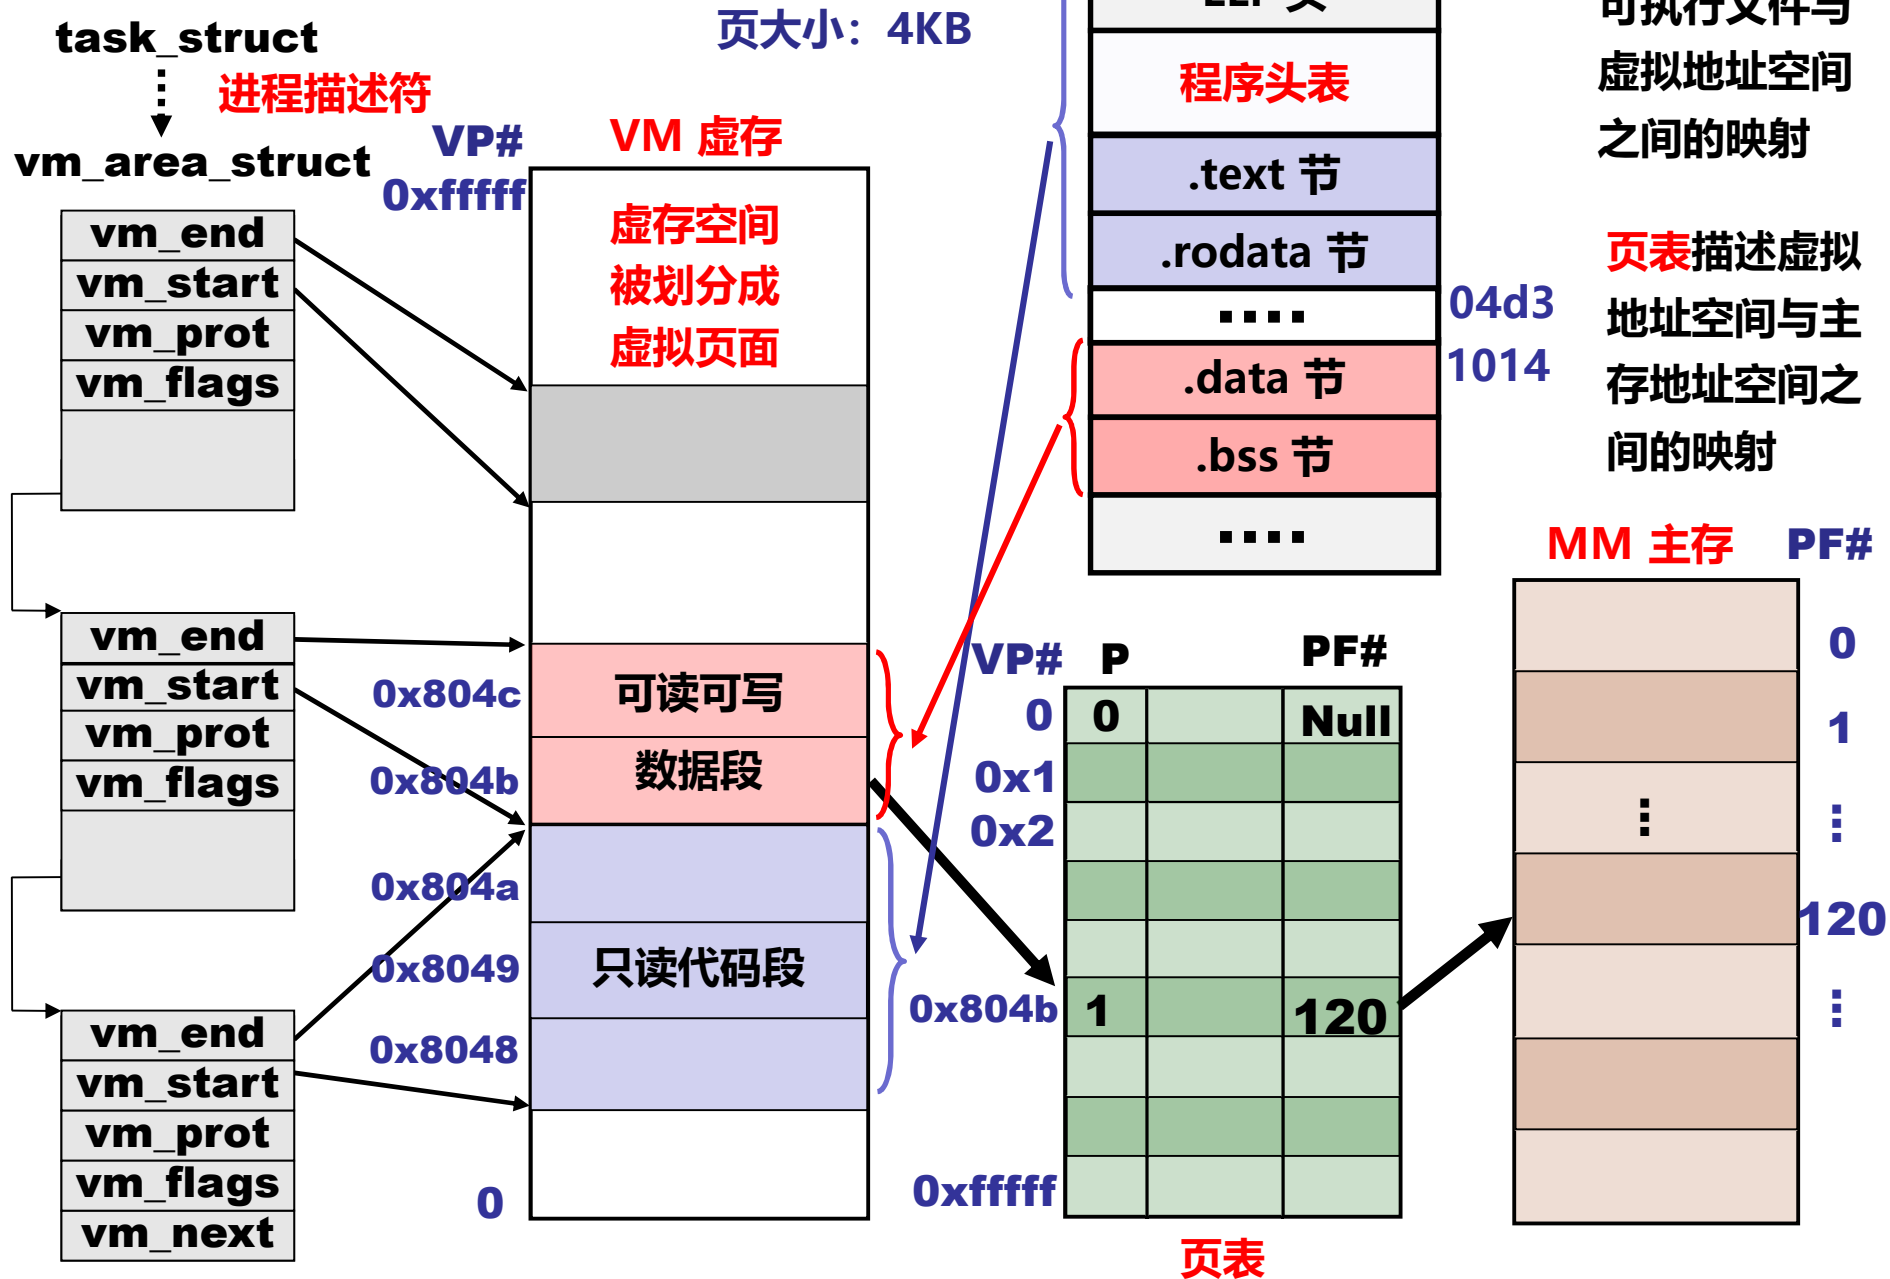 task_struct
进程描述符
vm_area_struct
vm_end
vm_start
vm_prot
vm_flags
vm_end
vm_start
vm_prot
vm_flags
vm_end
vm_start
vm_prot
vm_flags
vm_next
页大小：4KB
VP#
VM 虚存
0xfffff
虚存空间
被划分成
虚拟页面
0x804c
可读可写
0x804b
数据段
0x804a
0x8049
只读代码段
0x8048
0
程序头表
.text 节
.rodata 节
....
04d3
.data 节
1014
.bss 节
....
可执行文件与
虚拟地址空间
之间的映射
页表描述虚拟
地址空间与主
存地址空间之
间的映射
VP# P PF#
0 0 Null
0x1
0x2
0x804b 1 120
0xfffff
页表
MM 主存 PF#
0
1
⋮ ⋮
120
⋮